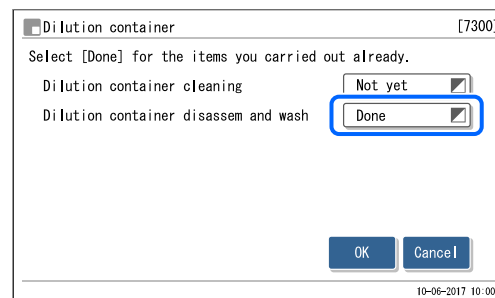 Dilution container [7300]
Select [Done] for the items you carried out already.
Dilution container cleaning Not yet
Dilution container disassem and wash Done
OK Cancel
10-06-2017 10:00